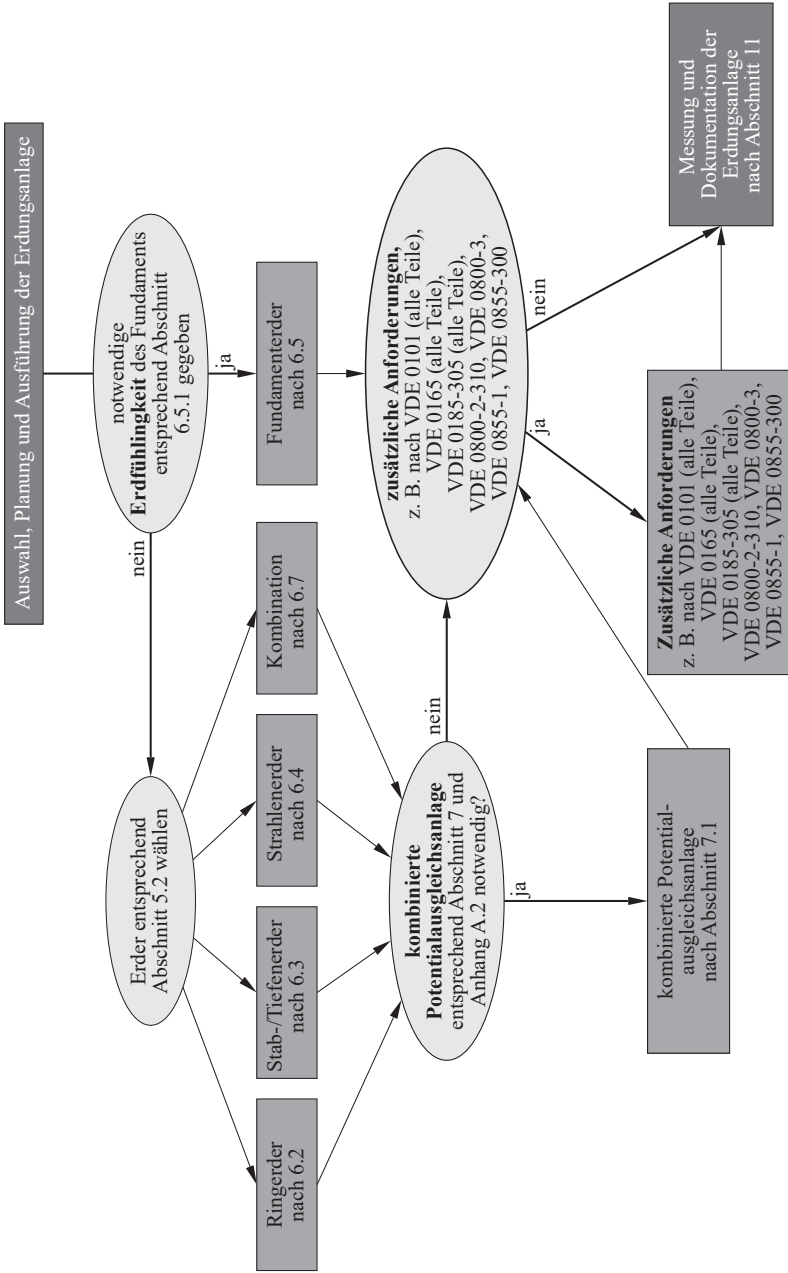 Auswahl, Planung und Ausführung der Erdungsanlage
notwendige
Erdfühlingkeit des Fundaments
entsprechend Abschnitt
6.5.1 gegeben
nein
ja
Erder entsprechend
Abschnitt 5.2 wählen
Ringerder
nach 6.2
Stab-/Tiefenerder
nach 6.3
Strahlenerder
nach 6.4
Kombination
nach 6.7
Fundamenterder
nach 6.5
kombinierte
Potentialausgleichsanlage
entsprechend Abschnitt 7 und
Anhang A.2 notwendig?
nein
ja
zusätzliche Anforderungen,
z. B. nach VDE 0101 (alle Teile),
VDE 0165 (alle Teile),
VDE 0185-305 (alle Teile),
VDE 0800-2-310, VDE 0800-3,
VDE 0855-1, VDE 0855-300
ja
nein
kombinierte Potential-
ausgleichsanlage
nach Abschnitt 7.1
Zusätzliche Anforderungen
z. B. nach VDE 0101 (alle Teile),
VDE 0165 (alle Teile),
VDE 0185-305 (alle Teile),
VDE 0800-2-310, VDE 0800-3,
VDE 0855-1, VDE 0855-300
Messung und
Dokumentation der
Erdungsanlage
nach Abschnitt 11